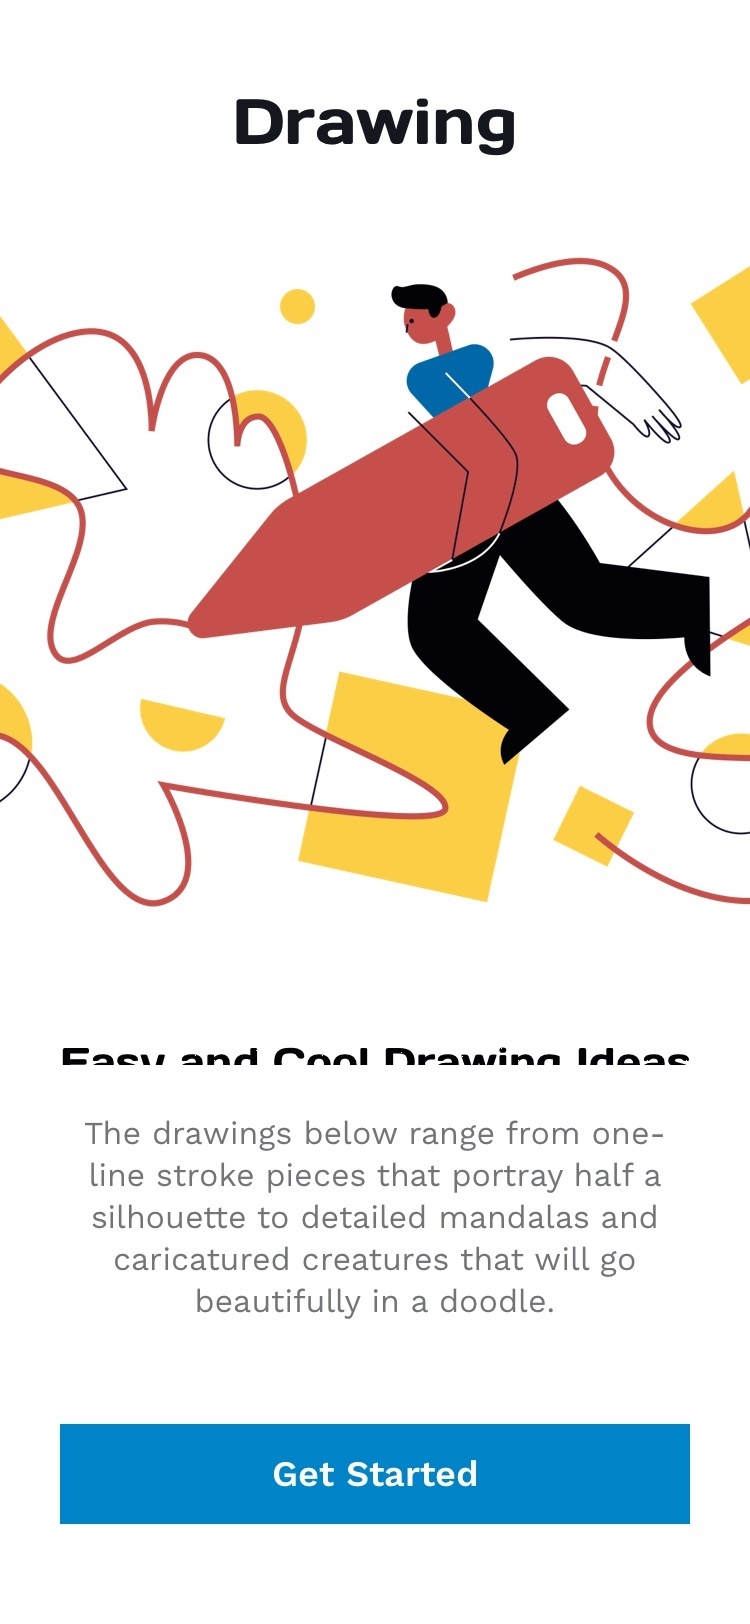 Drawing
Easy and Cool Drawing Ideas
The drawings below range from one-
line stroke pieces that portray half a
silhouette to detailed mandalas and
caricatured creatures that will go
beautifully in a doodle.
Get Started